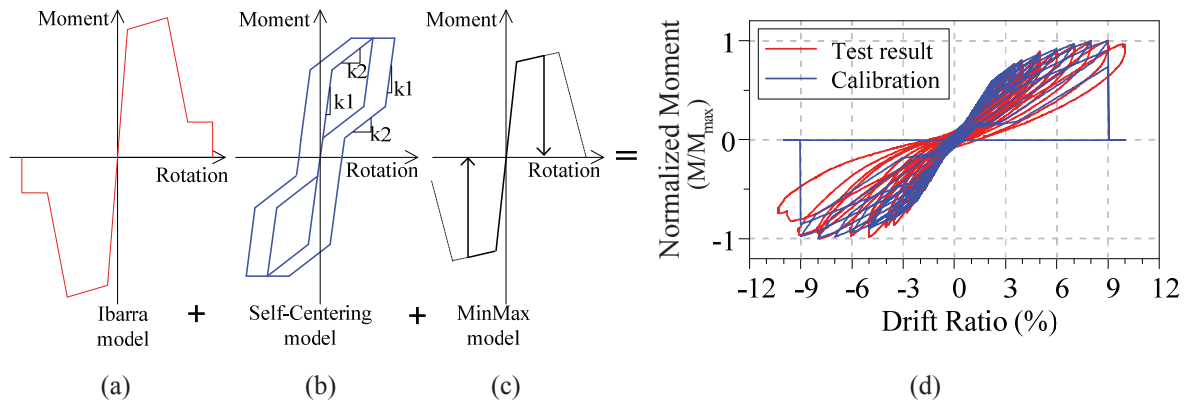 Moment
Rotation
Ibarra
model
(a)
+
Moment
k2
k1
k1
k2
Rotation
Self-Centering
model
(b)
+
Moment
Rotation
MinMax
model
(c)
=
Normalized Moment
(M/Mmax)
1
0
-1
Test result
Calibration
-12 -9 -6 -3 0 3 6 9 12
Drift Ratio (%)
(d)